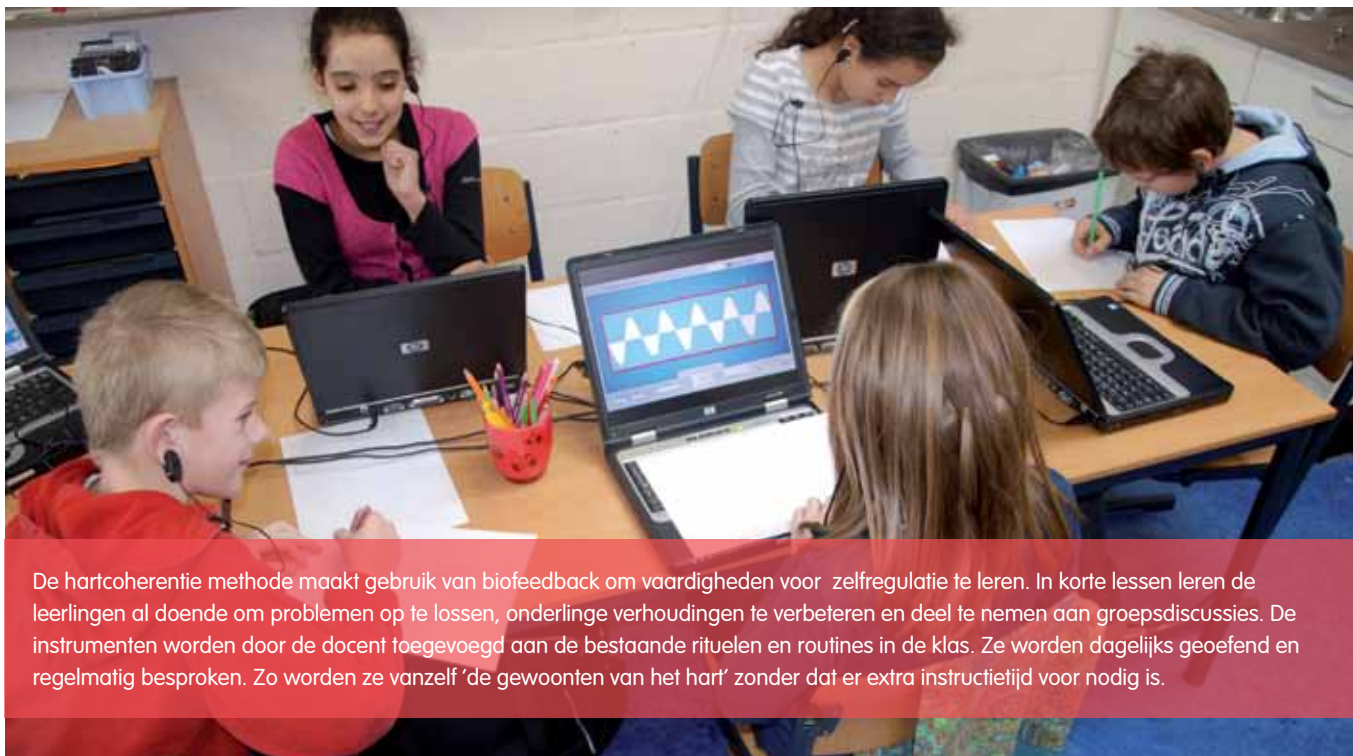 De hartcoherentie methode maakt gebruik van biofeedback om vaardigheden voor  zelfregulatie te leren. In korte lessen leren de
leerlingen al doende om problemen op te lossen, onderlinge verhoudingen te verbeteren en deel te nemen aan groepsdiscussies. De
instrumenten worden door de docent toegevoegd aan de bestaande rituelen en routines in de klas. Ze worden dagelijks geoefend en
regelmatig besproken. Zo worden ze vanzelf ‘de gewoonten van het hart’ zonder dat er extra instructietijd voor nodig is.